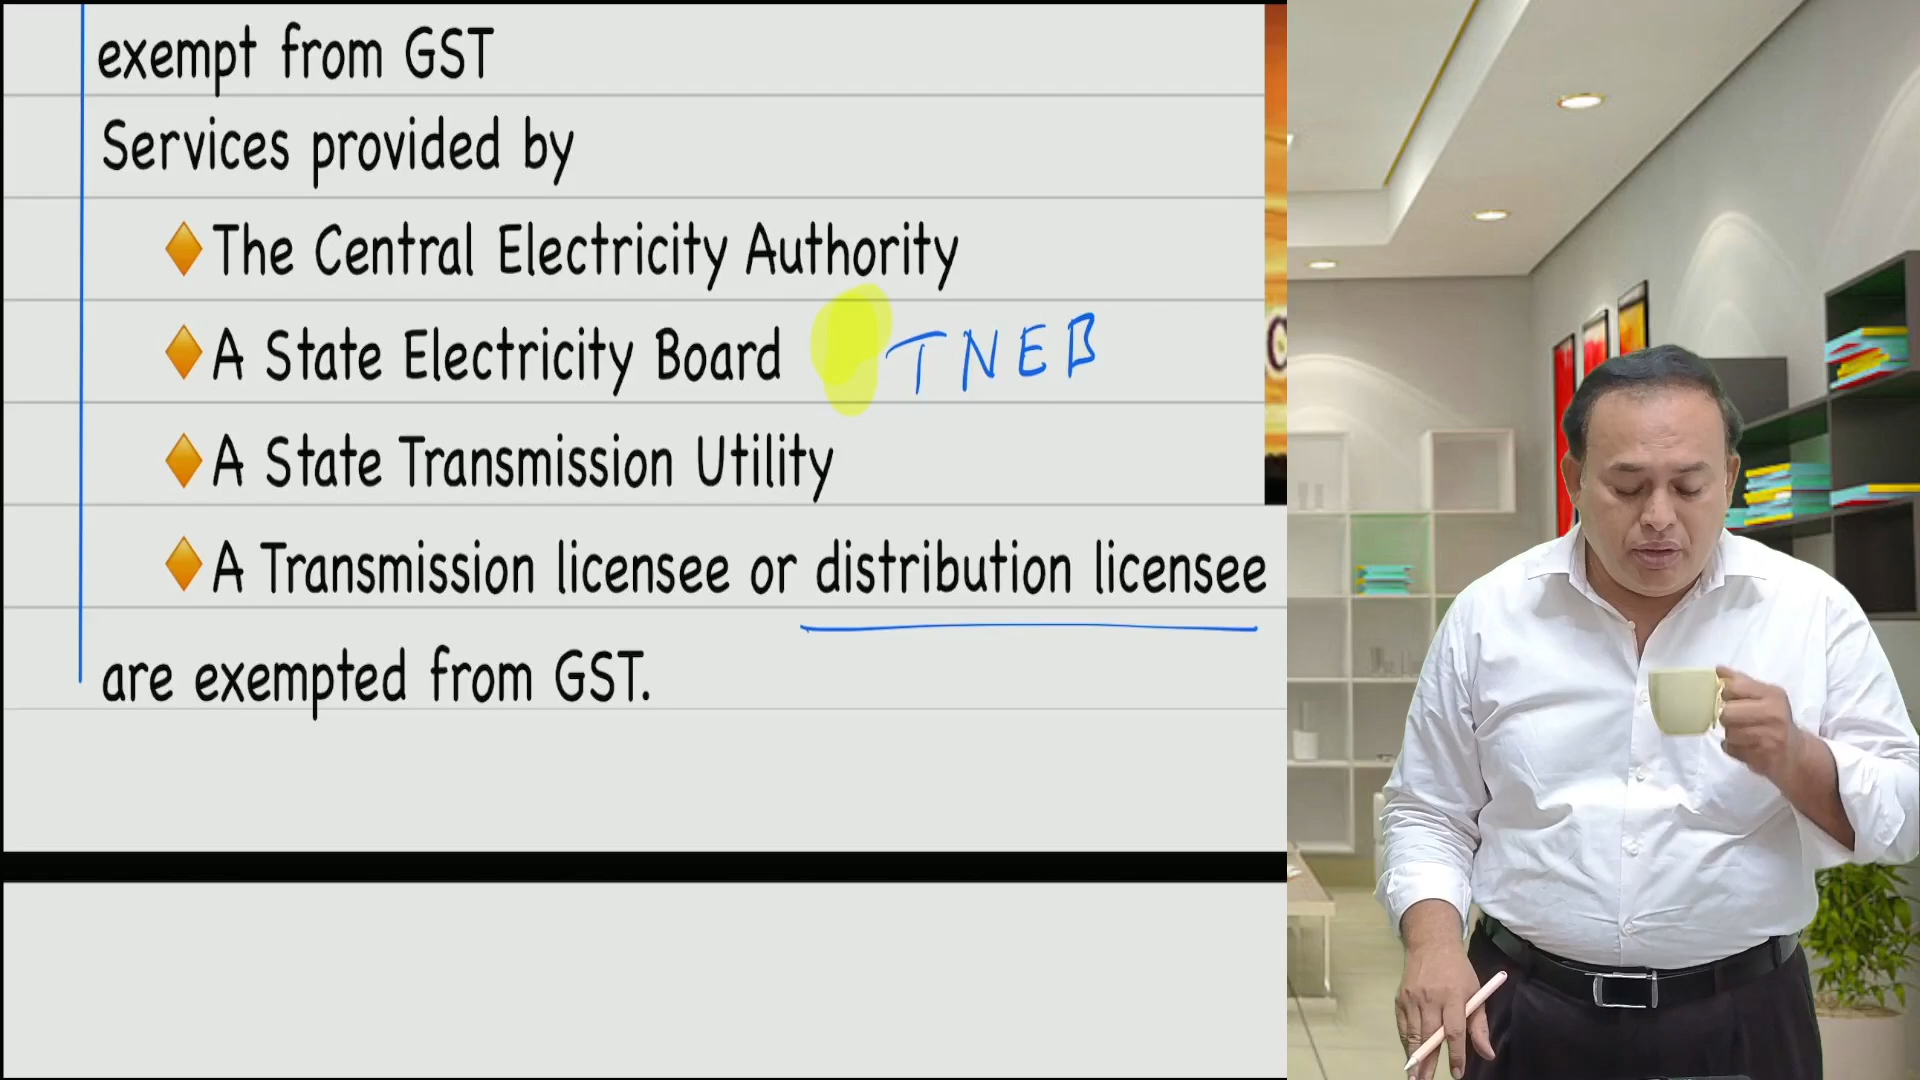 exempt from GST
Services provided by
The Central Electricity Authority
A State Electricity Board TNEB
A State Transmission Utility
A Transmission licensee or distribution licensee
are exempted from GST.